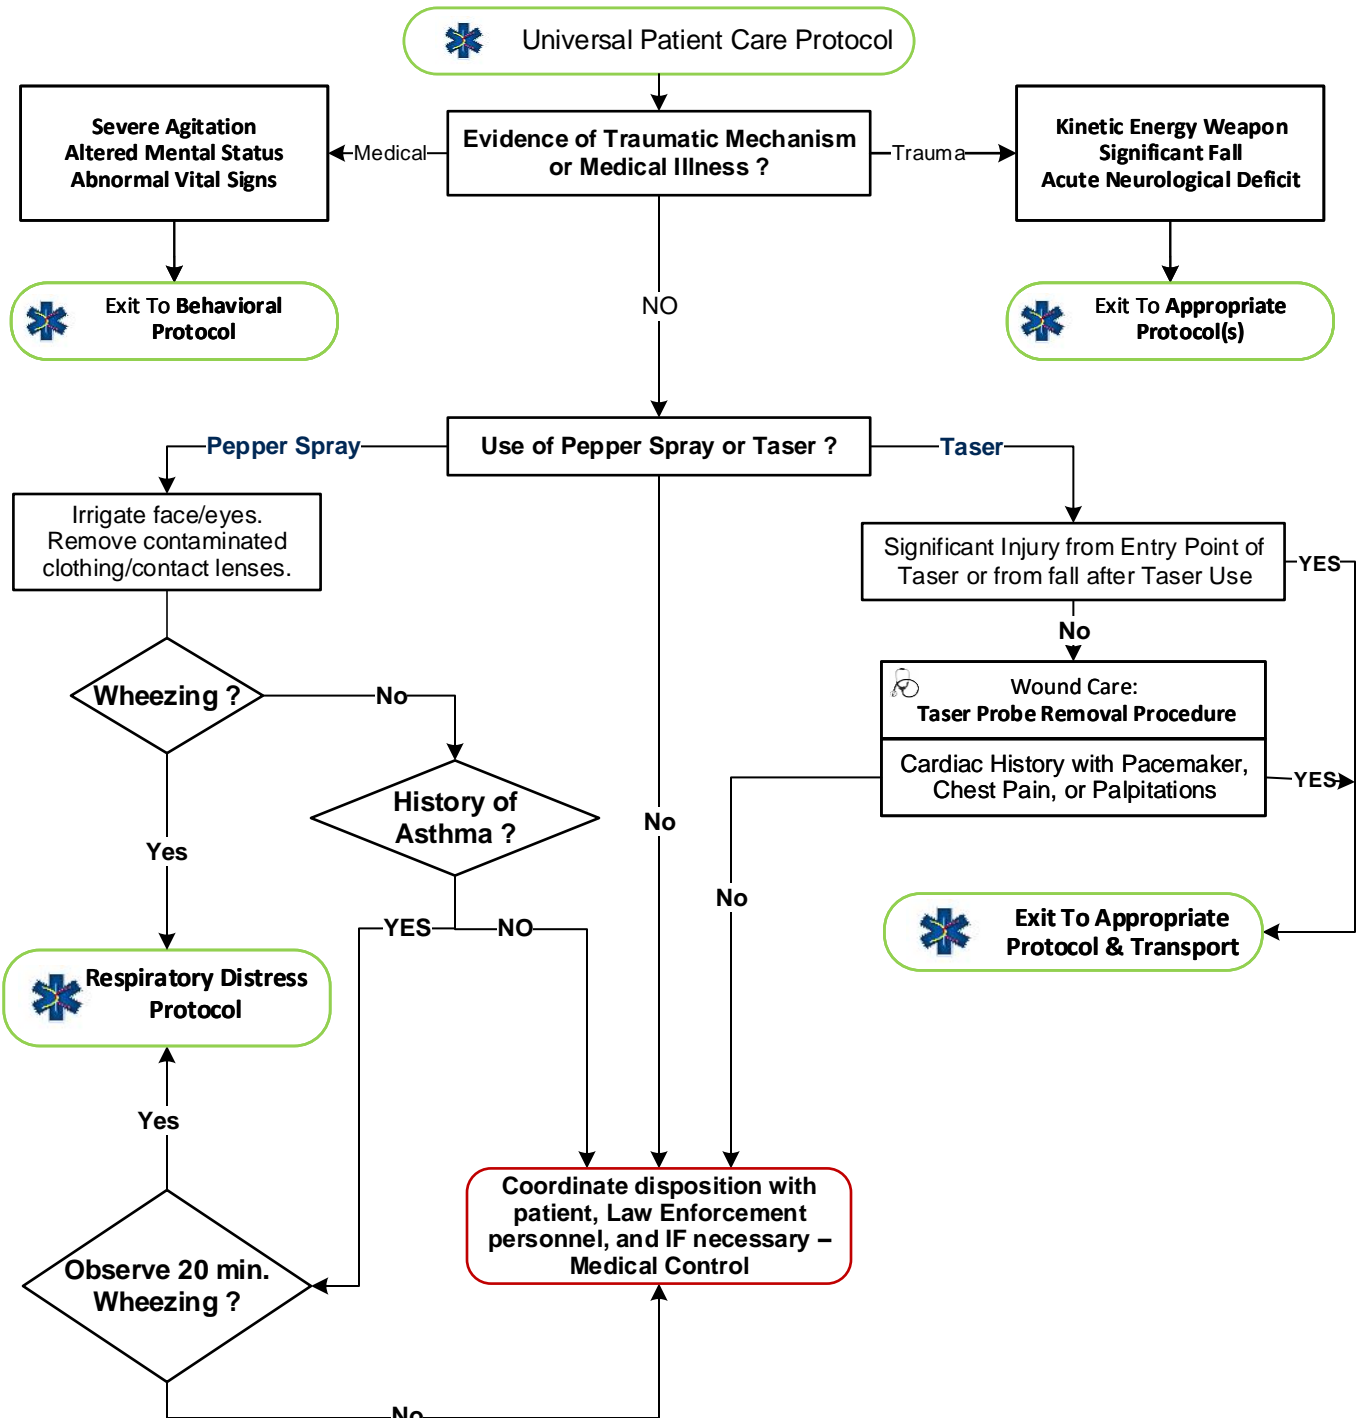 Universal Patient Care Protocol
Severe Agitation
Altered Mental Status
Abnormal Vital Signs
Medical
Evidence of Traumatic Mechanism
or Medical Illness ?
Trauma
Kinetic Energy Weapon
Significant Fall
Acute Neurological Deficit
Exit To Behavioral
Protocol
NO
Exit To Appropriate
Protocol(s)
Pepper Spray
Use of Pepper Spray or Taser ?
Taser
Irrigate face/eyes.
Remove contaminated
clothing/contact lenses.
Significant Injury from Entry Point of
Taser or from fall after Taser Use
YES
No
Wheezing ?
No
Wound Care:
Taser Probe Removal Procedure
Cardiac History with Pacemaker,
Chest Pain, or Palpitations
YES
History of
Asthma ?
No
Yes
No
YES
NO
Exit To Appropriate
Protocol & Transport
Respiratory Distress
Protocol
Yes
Coordinate disposition with
patient, Law Enforcement
personnel, and IF necessary –
Medical Control
Observe 20 min.
Wheezing ?
No